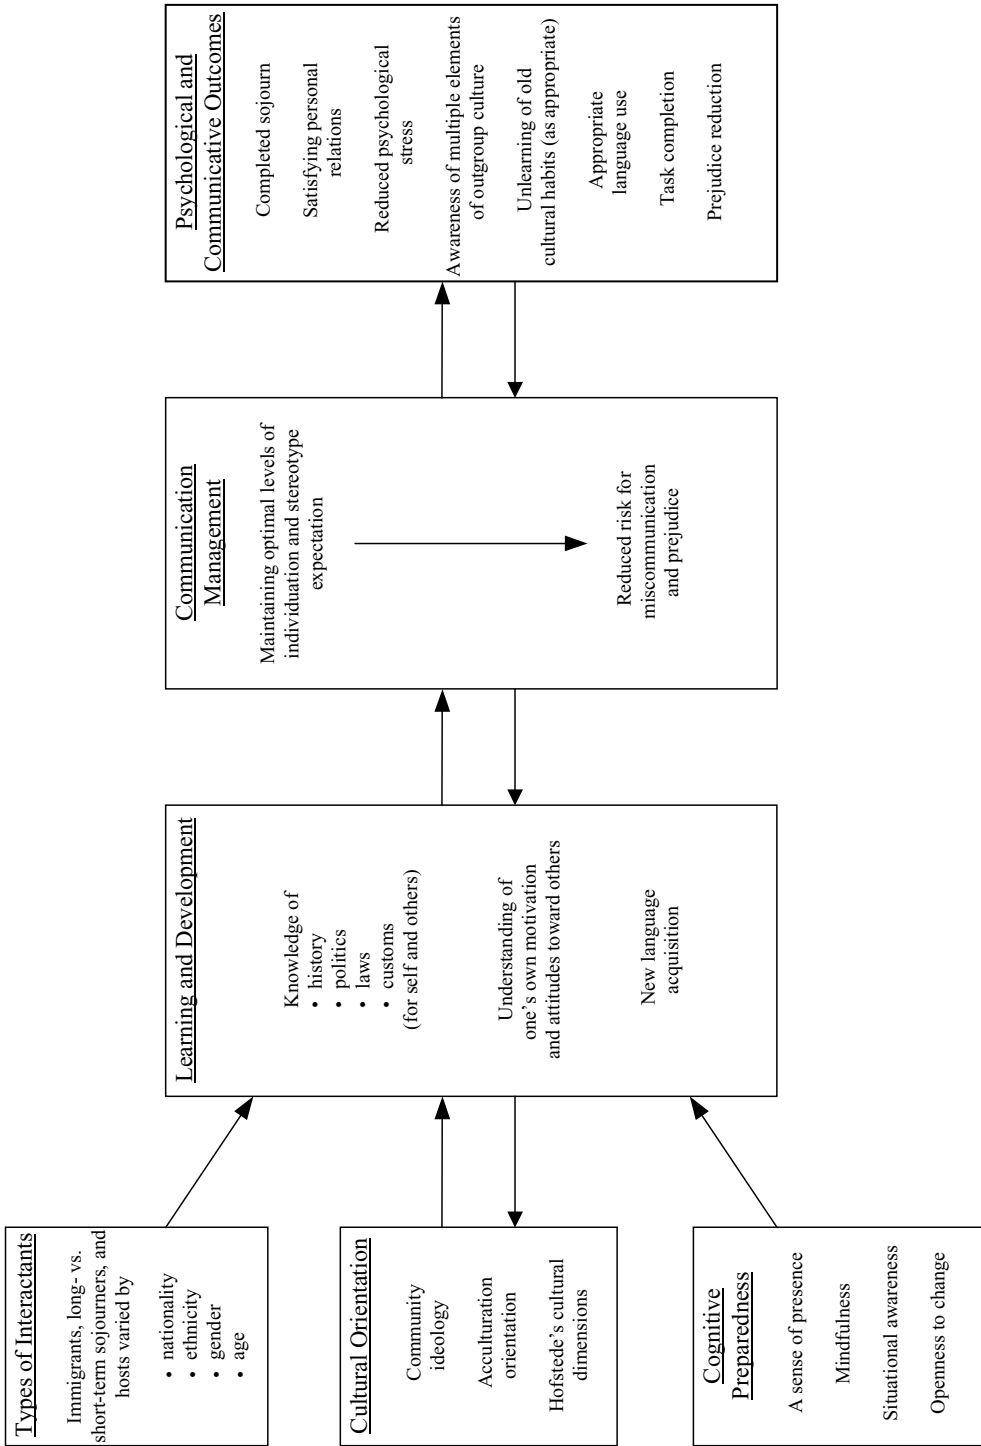 Types of Interactants
Immigrants, long- vs.
short-term sojourners, and
hosts varied by
• nationality
• ethnicity
• gender
• age
Cultural Orientation
Community
ideology
Acculturation
orientation
Hofstede’s cultural
dimensions
Cognitive
Preparedness
A sense of presence
Mindfulness
Situational awareness
Openness to change
Learning and Development
Knowledge of
• history
• politics
• laws
• customs
(for self and others)
Understanding of
one’s own motivation
and attitudes toward others
New language
acquisition
Communication
Management
Maintaining optimal levels of
individuation and stereotype
expectation
Reduced risk for
miscommunication
and prejudice
Psychological and
Communicative Outcomes
Completed sojourn
Satisfying personal
relations
Reduced psychological
stress
Awareness of multiple elements
of outgroup culture
Unlearning of old
cultural habits (as appropriate)
Appropriate
language use
Task completion
Prejudice reduction